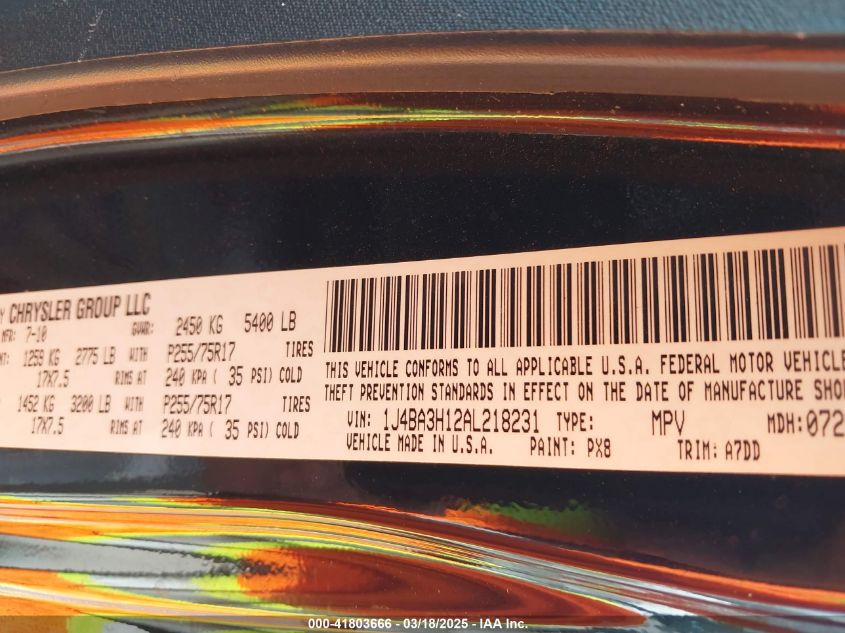 Y CHRYSLER GROUP LLC
MFR: 7-10 GVWR: 2450 KG 5400 LB
NT: 1259 KG 2775 LB WITH P255/75R17 TIRES
17X7.5 RIMS AT 240 KPA ( 35 PSI) COLD
1452 KG 3200 LB WITH P255/75R17 TIRES
17X7.5 RIMS AT 240 KPA ( 35 PSI) COLD
THIS VEHICLE CONFORMS TO ALL APPLICABLE U.S.A. FEDERAL MOTOR VEHICLE
THEFT PREVENTION STANDARDS IN EFFECT ON THE DATE OF MANUFACTURE SHO
VIN: 1J4BA3H12AL218231 TYPE: MPV MDH:072
VEHICLE MADE IN U.S.A. PAINT: PX8 TRIM: A7DD
000-41803666 - 03/18/2025 - IAA Inc.